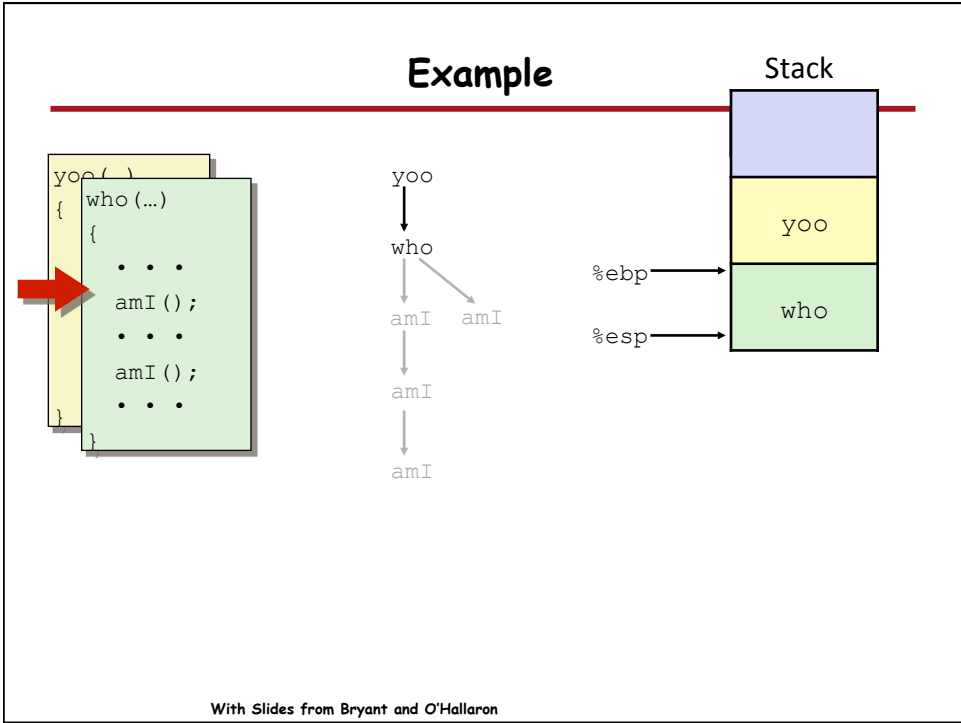 Example
Stack
yoo(…)
{
}
who(…)
{
• • •
amI();
• • •
amI();
• • •
}
yoo
who
amI amI
amI
amI
%ebp
%esp
yoo
who
With Slides from Bryant and O’Hallaron